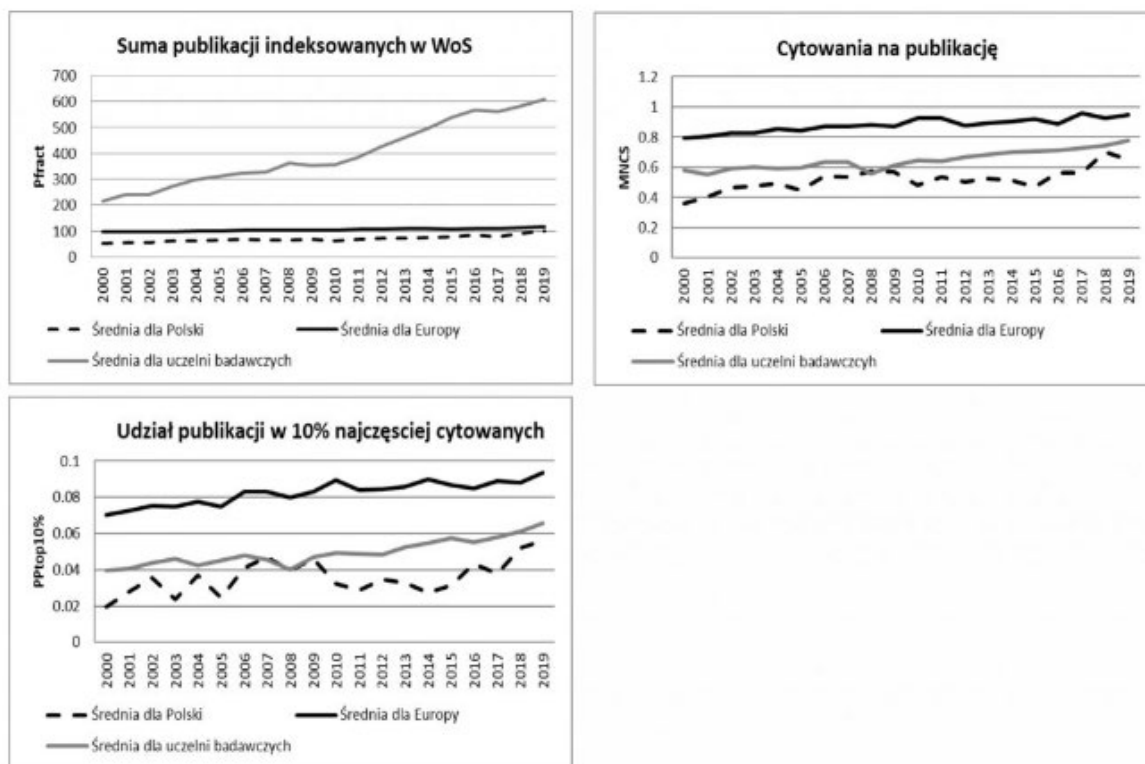 Suma publikacji indeksowanych w WoS
700
600
500
400
300
200
100
0
Pfract
2000 2001 2002 2003 2004 2005 2006 2007 2008 2009 2010 2011 2012 2013 2014 2015 2016 2017 2018 2019
Średnia dla Polski Średnia dla Europy
Średnia dla uczelni badawczych
Cytowania na publikację
1.2
1
0.8
0.6
0.4
0.2
0
MNCS
2000 2001 2002 2003 2004 2005 2006 2007 2008 2009 2010 2011 2012 2013 2014 2015 2016 2017 2018 2019
Średnia dla Polski Średnia dla Europy
Średnia dla uczelni badawczcyh
Udział publikacji w 10% najczęsciej cytowanych
0.1
0.08
0.06
0.04
0.02
0
PPtop10%
2000 2001 2002 2003 2004 2005 2006 2007 2008 2009 2010 2011 2012 2013 2014 2015 2016 2017 2018 2019
Średnia dla Polski Średnia dla Europy
Średnia dla uczelni badawczych